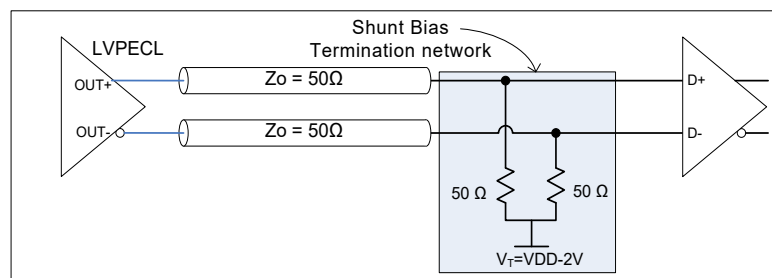 Shunt Bias
Termination network
LVPECL
OUT+
Zo = 50Ω
D+
OUT-
Zo = 50Ω
D-
50 Ω
50 Ω
VT=VDD-2V